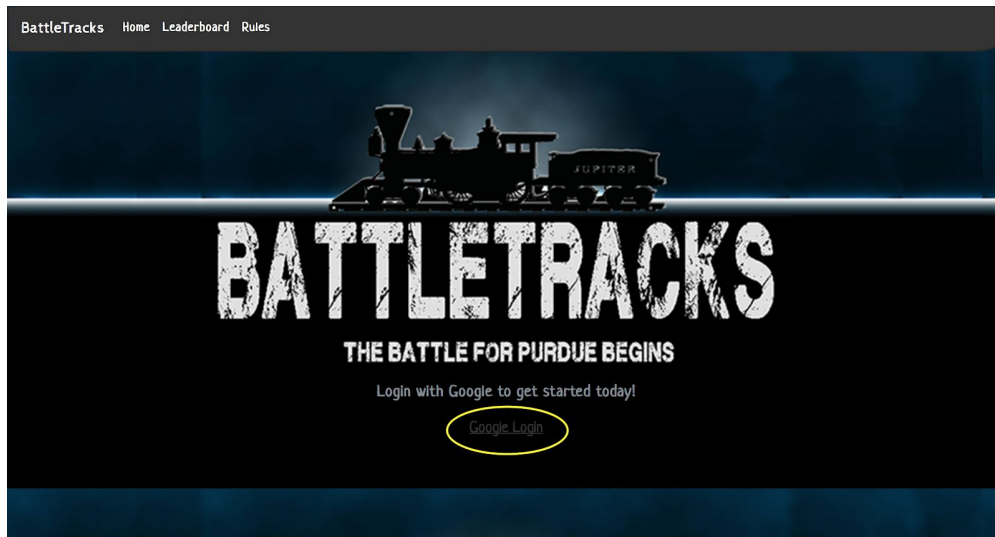 BattleTracks Home Leaderboard Rules
JUPITER
BATTLETRACKS
THE BATTLE FOR PURDUE BEGINS
Login with Google to get started today!
Google Login